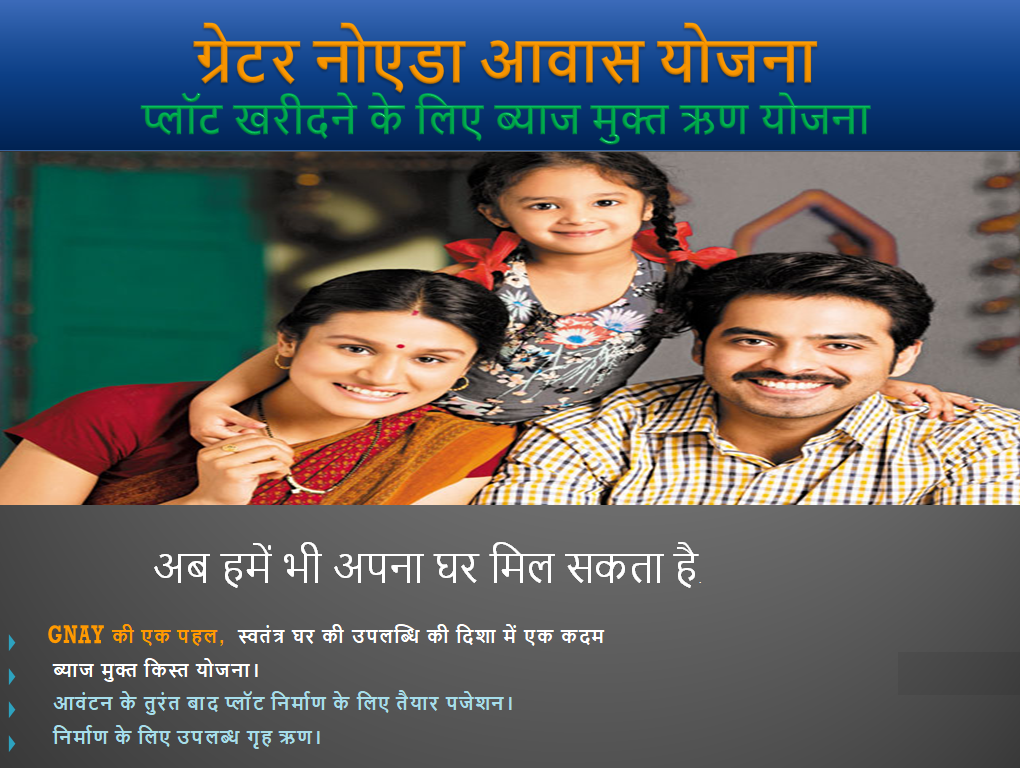 ग्रेटर नोएडा आवास योजना
प्लॉट खरीदने के लिए ब्याज मुक्त ऋण योजना
अब हमें भी अपना घर मिल सकता है.
GNAY की एक पहल, स्वतंत्र घर की उपलब्धि की दिशा में एक कदम
ब्याज मुक्त किस्त योजना।
आवंटन के तुरंत बाद प्लॉट निर्माण के लिए तैयार पजेशन।
निर्माण के लिए उपलब्ध गृह ऋण।